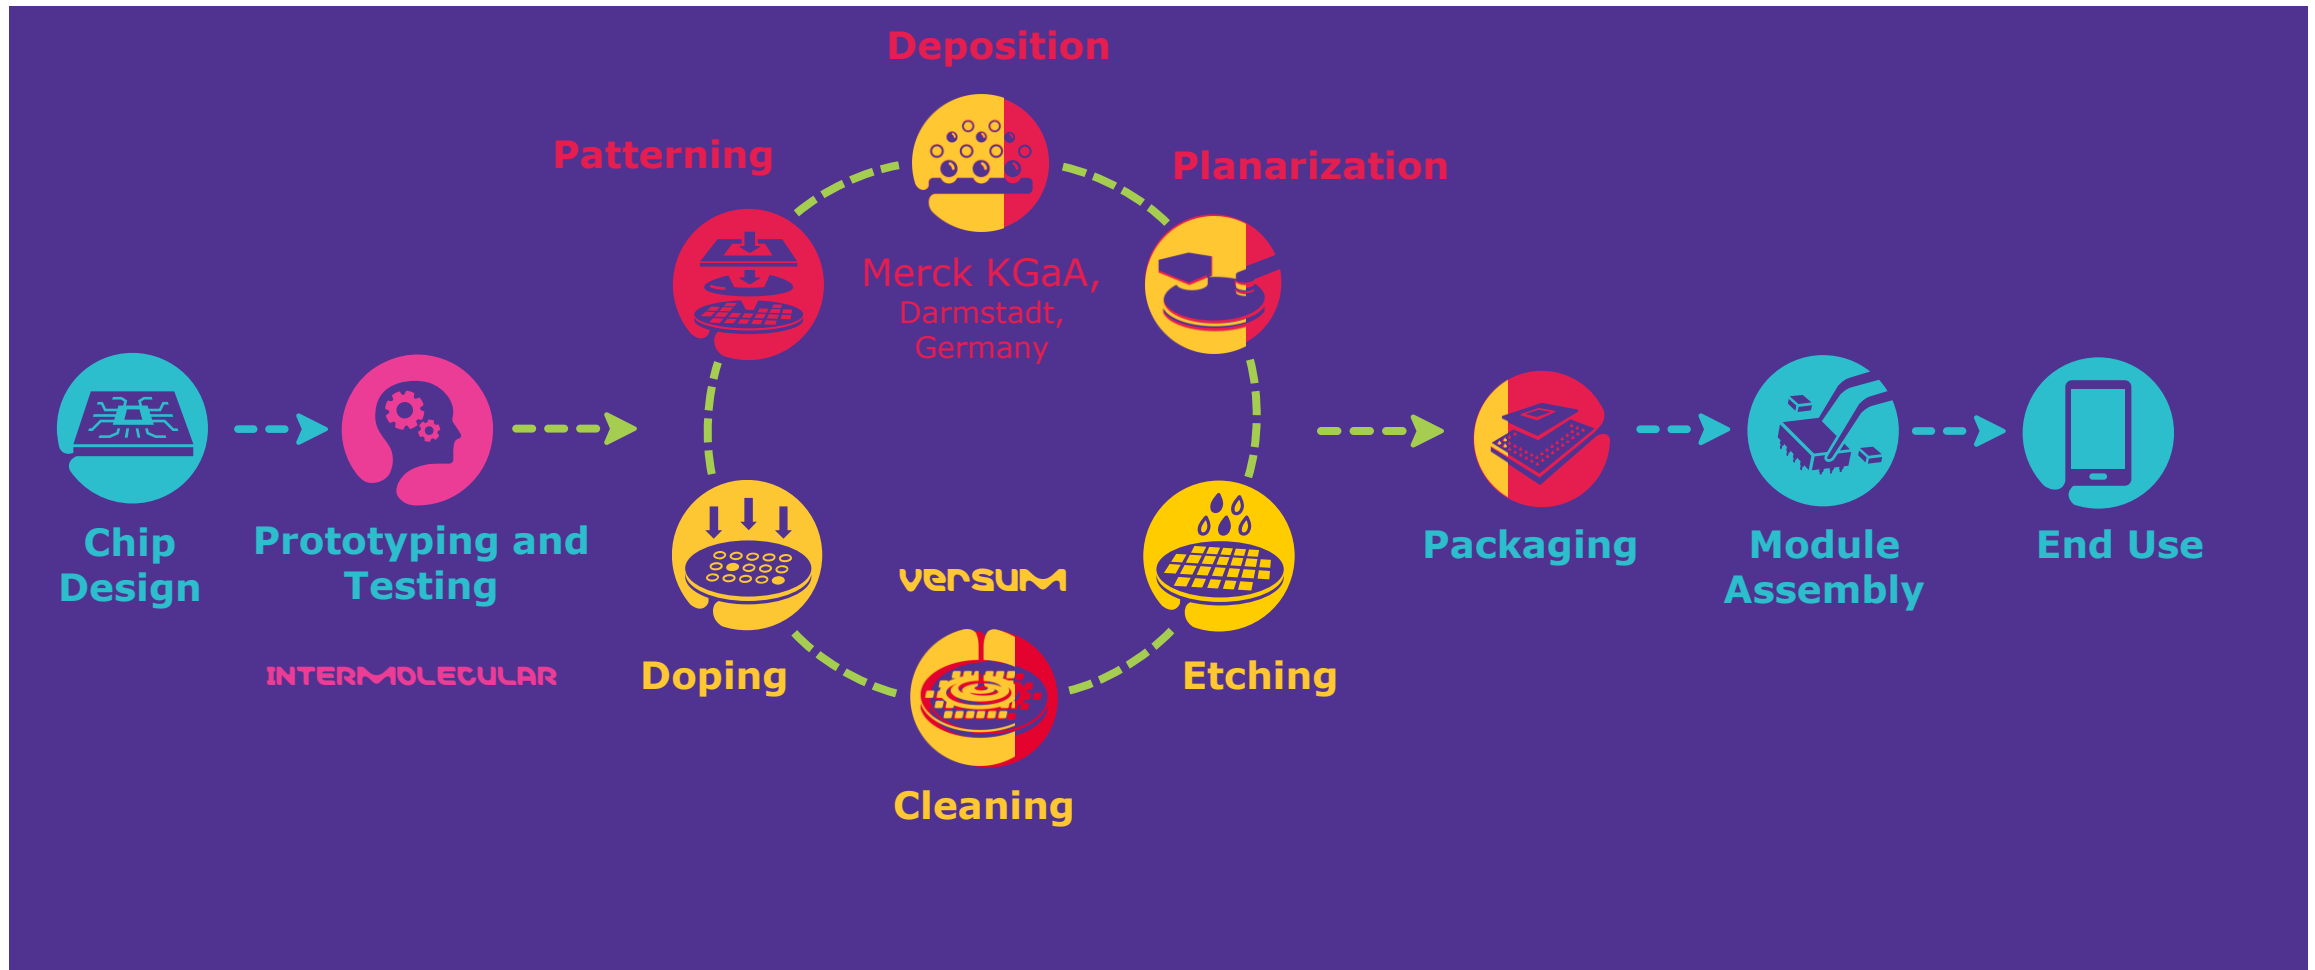 Deposition
Patterning
Planarization
Merck KGaA,
Darmstadt,
Germany
Chip
Design
Prototyping and
Testing
INTERMOLECULAR
Doping
versum
Etching
Cleaning
Packaging
Module
Assembly
End Use